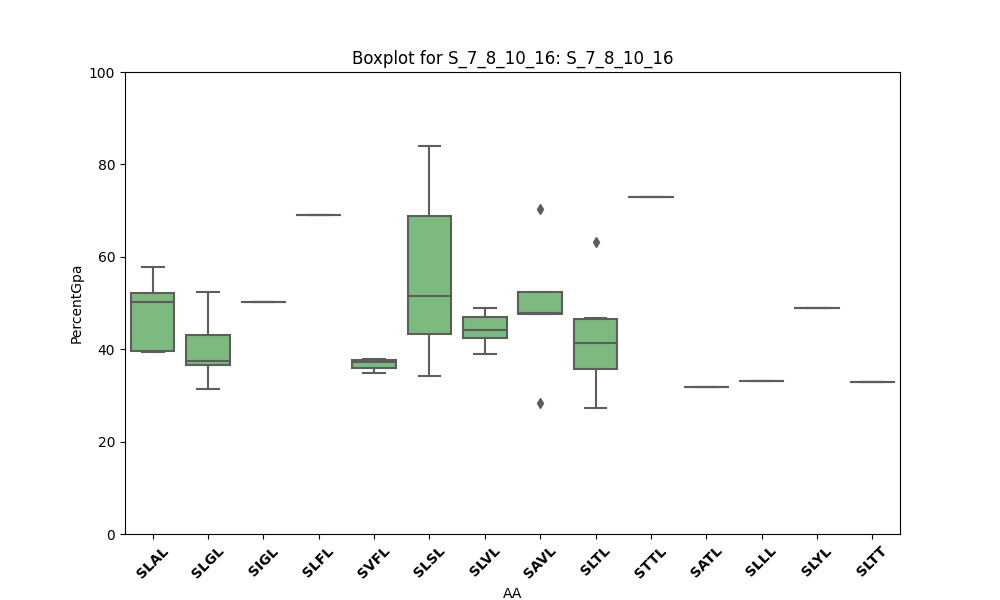 Boxplot for S_7_8_10_16: S_7_8_10_16
100
80
60
40
20
0
PercentGpa
SLAL SLGL SIGL SLFL SVFL SLSL SLVL SAVL SLTL STTL SATL SLLL SLYL SLTT
AA